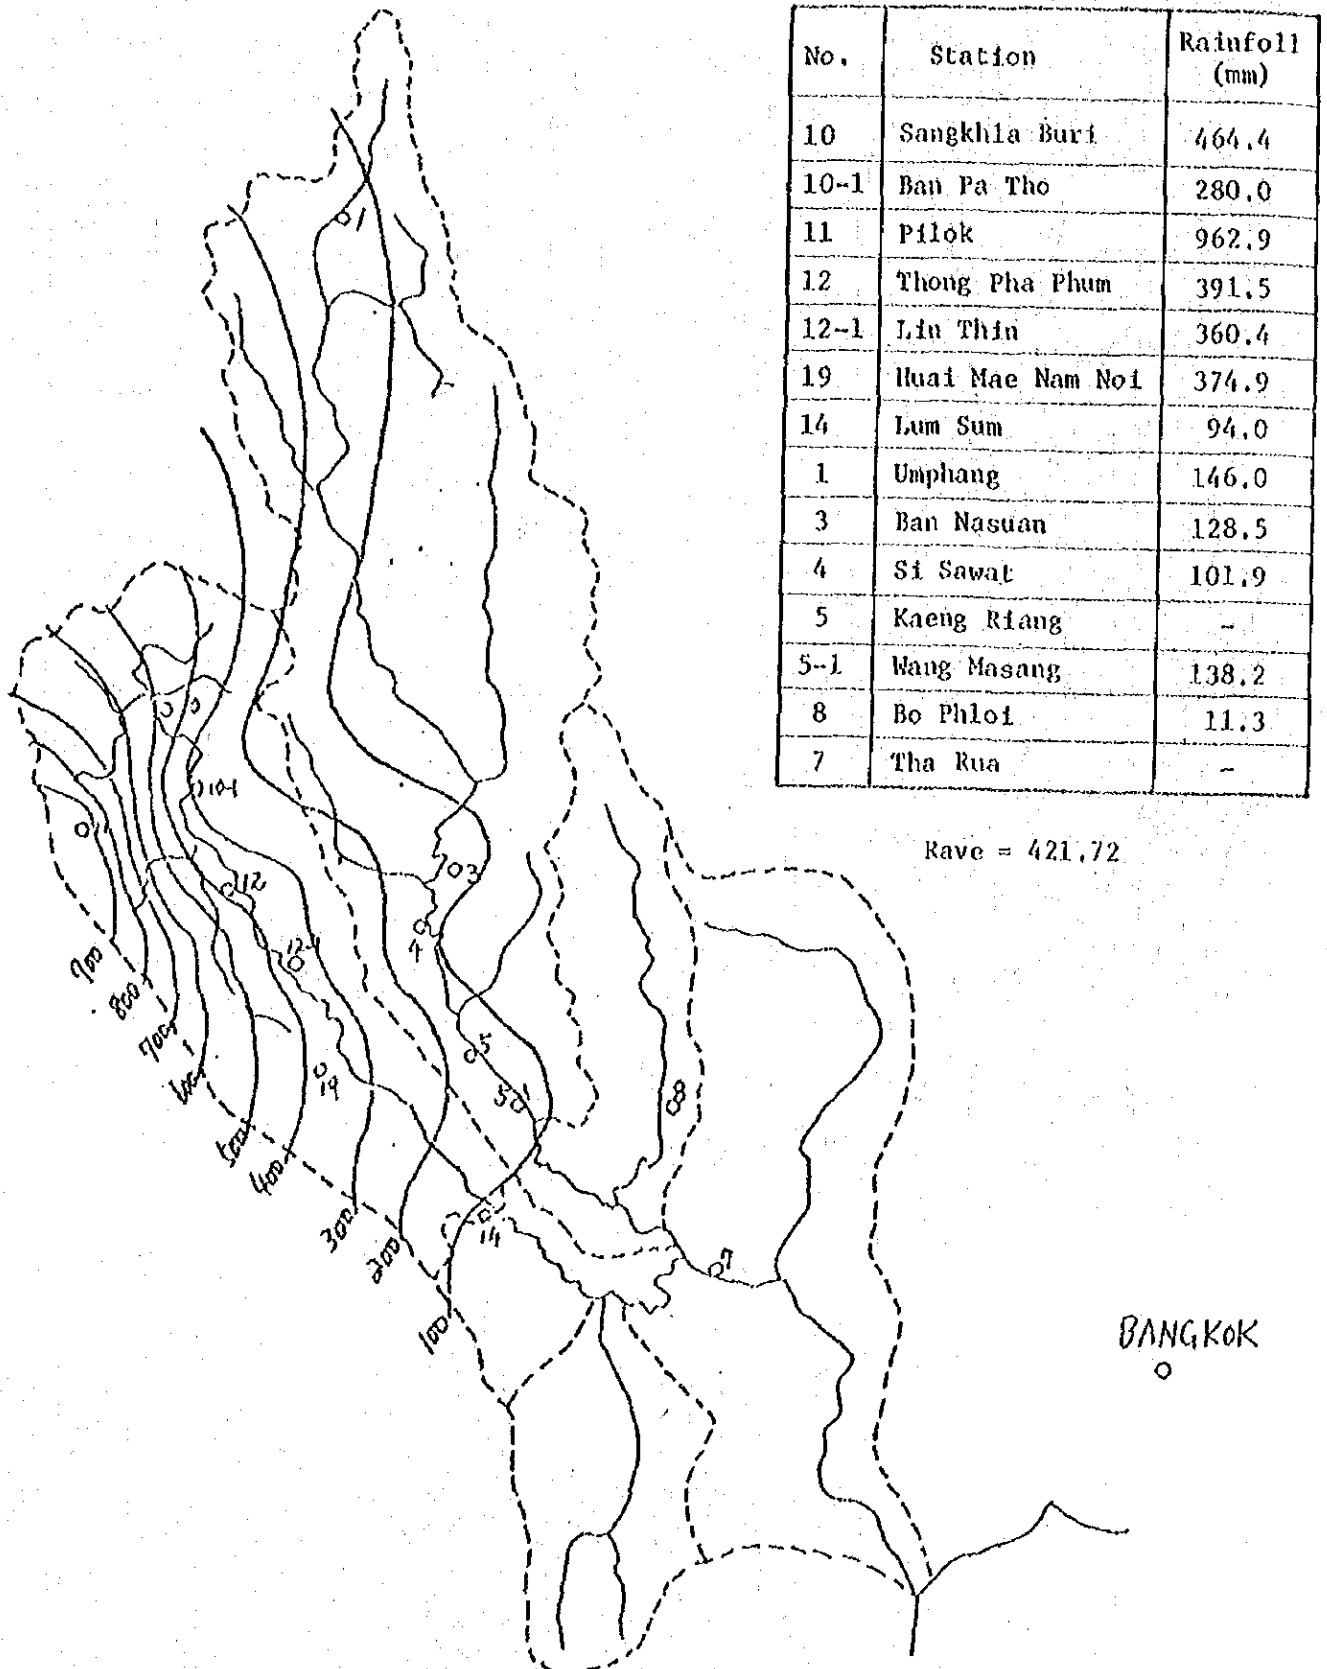 No. Station Rainfoll (mm)
10 Sangkhla Buri 464.4
10-1 Ban Pa Tho 280.0
11 Pilok 962.9
12 Thong Pha Phum 391.5
12-1 Lin Thin 360.4
19 Huai Mae Nam Noi 374.9
14 Lum Sum 94.0
1 Umphang 146.0
3 Ban Nasuan 128.5
4 Si Sawat 101.9
5 Kaeng Riang -
5-1 Wang Masang 138.2
8 Bo Phloi 11.3
7 Tha Rua -
Rave = 421.72
1
10-1
11
12
3
4
12-1
5
19
5-1
8
900
800
700
600
500
400
300
200
100
14
7
BANGKOK